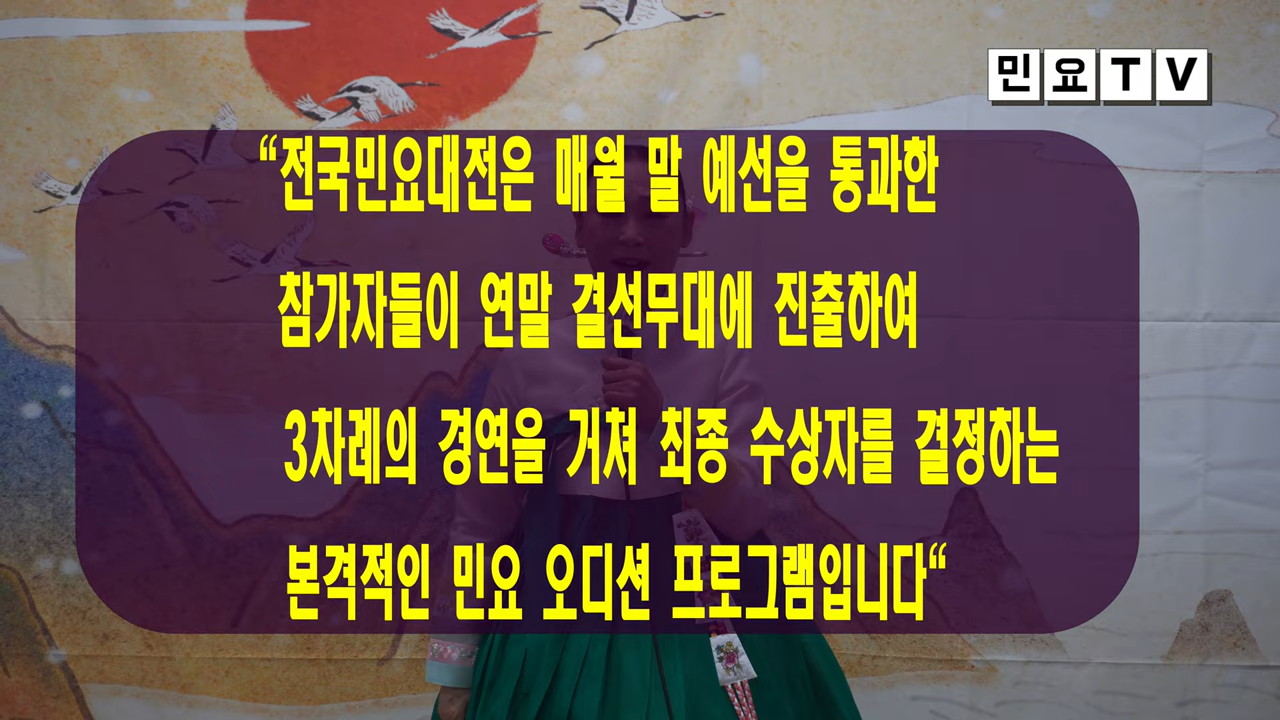 민요TV
“전국민요대전은 매월 말 예선을 통과한
참가자들이 연말 결선무대에 진출하여
3차례의 경연을 거쳐 최종 수상자를 결정하는
본격적인 민요 오디션 프로그램입니다“